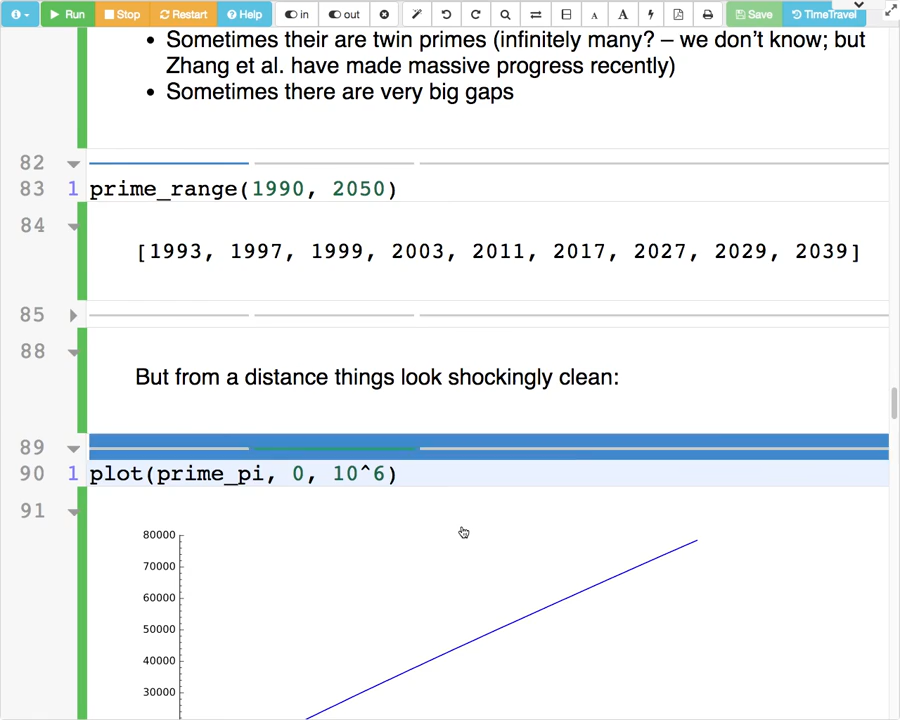 Run Stop Restart Help in out A A Save TimeTravel
• Sometimes their are twin primes (infinitely many? – we don’t know; but
Zhang et al. have made massive progress recently)
• Sometimes there are very big gaps
82
83 1 prime_range(1990, 2050)
84
[1993, 1997, 1999, 2003, 2011, 2017, 2027, 2029, 2039]
85
88
But from a distance things look shockingly clean:
89
90 1 plot(prime_pi, 0, 10^6)
91
80000
70000
60000
50000
40000
30000